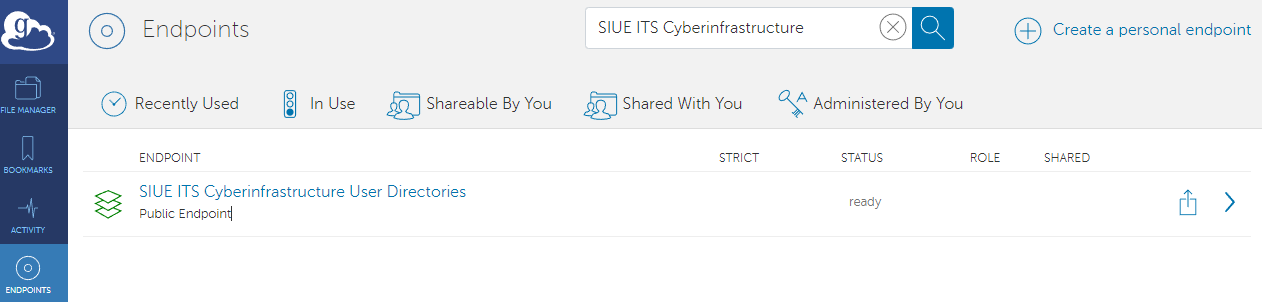 g
Endpoints
SIUE ITS Cyberinfrastructure
Create a personal endpoint
FILE MANAGER
BOOKMARKS
ACTIVITY
ENDPOINTS
Recently Used
In Use
Shareable By You
Shared With You
Administered By You
ENDPOINT STRICT STATUS ROLE SHARED
SIUE ITS Cyberinfrastructure User Directories
Public Endpoint
ready